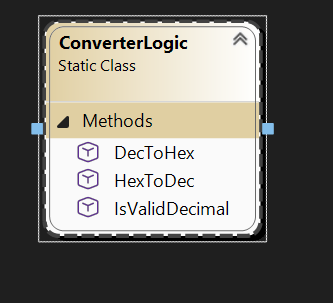 ConverterLogic
Static Class
Methods
DecToHex
HexToDec
IsValidDecimal